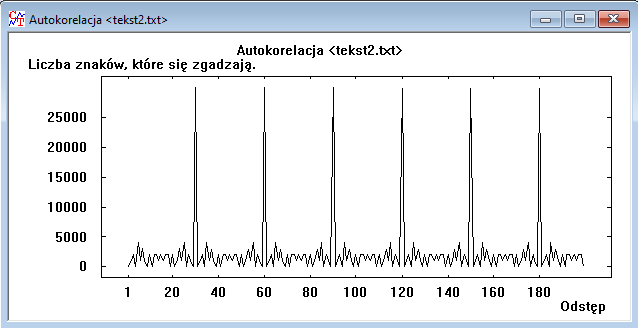 Autokorelacja <tekst2.txt>
Autokorelacja <tekst2.txt>
Liczba znaków, które się zgadzają.
25000
20000
15000
10000
5000
0
1 20 40 60 80 100 120 140 160 180
Odstęp